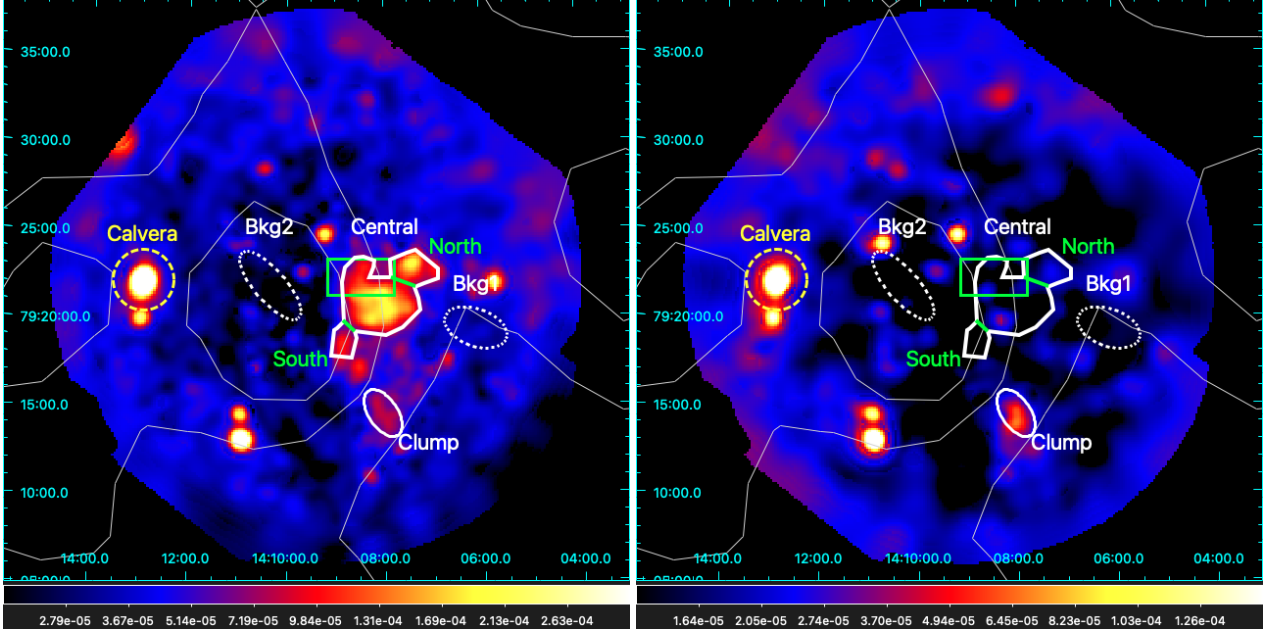 35:00.0
30:00.0
25:00.0
Calvera
Bkg2
Central
North
Bkg1
79:20:00.0
South
15:00.0
Clump
10:00.0
14:00.0 12:00.0 14:10:00.0 08:00.0 06:00.0 04:00.0
05:00.0
2.79e-05 3.67e-05 5.14e-05 7.19e-05 9.84e-05 1.31e-04 1.69e-04 2.13e-04 2.63e-04
35:00.0
30:00.0
25:00.0
Calvera
Bkg2
Central
North
Bkg1
79:20:00.0
South
15:00.0
Clump
10:00.0
14:00.0 12:00.0 14:10:00.0 08:00.0 06:00.0 04:00.0
05:00.0
1.64e-05 2.05e-05 2.74e-05 3.70e-05 4.94e-05 6.45e-05 8.23e-05 1.03e-04 1.26e-04